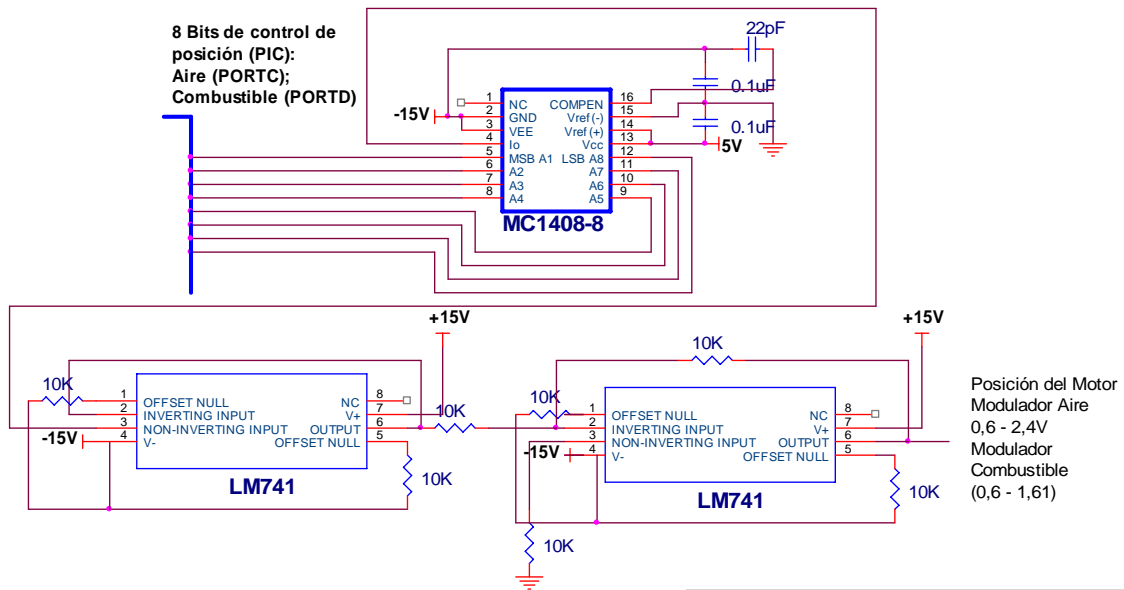 8 Bits de control de
posición (PIC):
Aire (PORTC);
Combustible (PORTD)
22pF
0.1uF
0.1uF
-15V
5V
1 NC COMPEN 16
2 GND Vref(-) 15
3 VEE Vref(+) 14
4 Io Vcc 13
5 MSB A1 LSB A8 12
6 A2 A7 11
7 A3 A6 10
8 A4 A5 9
MC1408-8
+15V
+15V
10K
10K
10K
10K
1 OFFSET NULL NC 8
2 INVERTING INPUT V+ 7
3 NON-INVERTING INPUT OUTPUT 6
4 V- OFFSET NULL 5
-15V
10K
LM741
1 OFFSET NULL NC 8
2 INVERTING INPUT V+ 7
3 NON-INVERTING INPUT OUTPUT 6
4 V- OFFSET NULL 5
-15V
10K
LM741
10K
Posición del Motor
Modulador Aire
0,6 - 2,4V
Modulador
Combustible
(0,6 - 1,61)